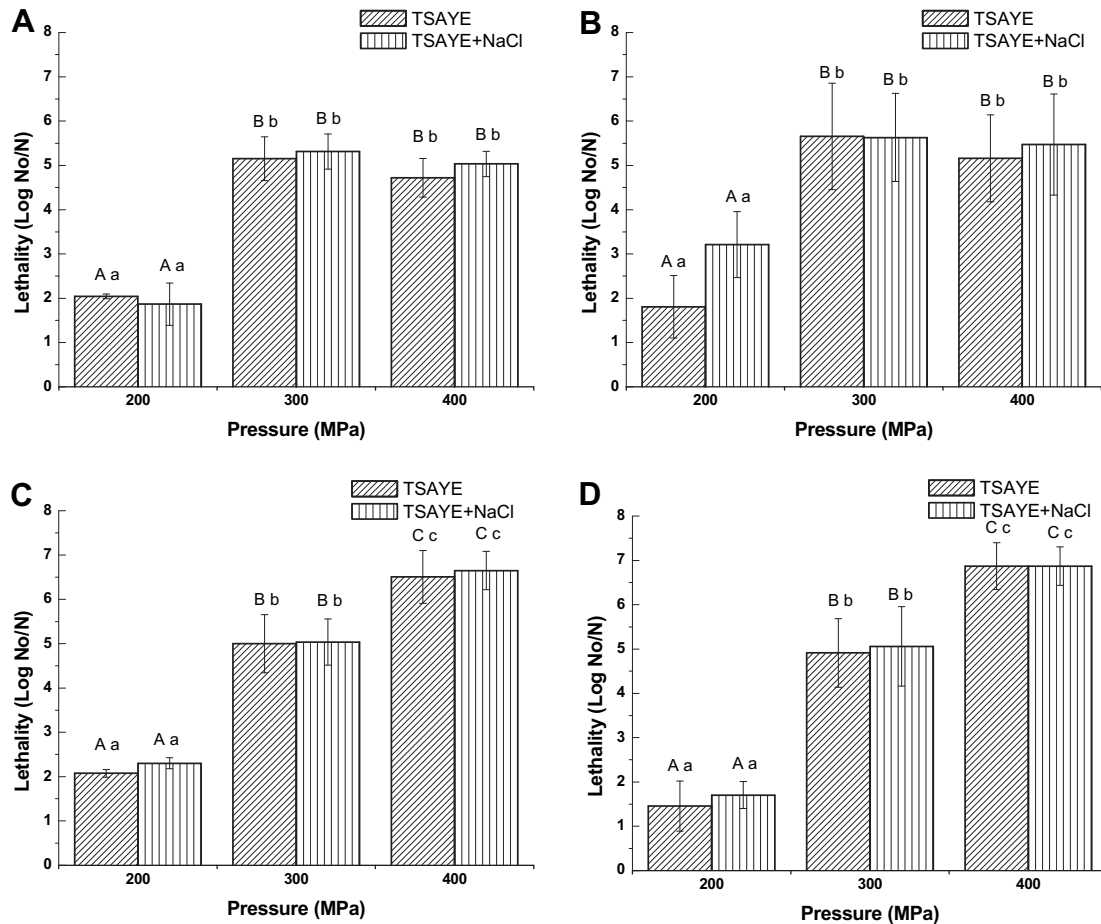 A
TSAYE
TSAYE+NaCl
8
7
6
5
4
3
2
1
0
Lethality (Log No/N)
A a
A a
B b
B b
B b
B b
200
300
400
Pressure (MPa)
B
TSAYE
TSAYE+NaCl
8
7
6
5
4
3
2
1
0
Lethality (Log No/N)
A a
A a
B b
B b
B b
B b
200
300
400
Pressure (MPa)
C
TSAYE
TSAYE+NaCl
8
7
6
5
4
3
2
1
0
Lethality (Log No/N)
A a
A a
B b
B b
C c
C c
200
300
400
Pressure (MPa)
D
TSAYE
TSAYE+NaCl
8
7
6
5
4
3
2
1
0
Lethality (Log No/N)
A a
A a
B b
B b
C c
C c
200
300
400
Pressure (MPa)